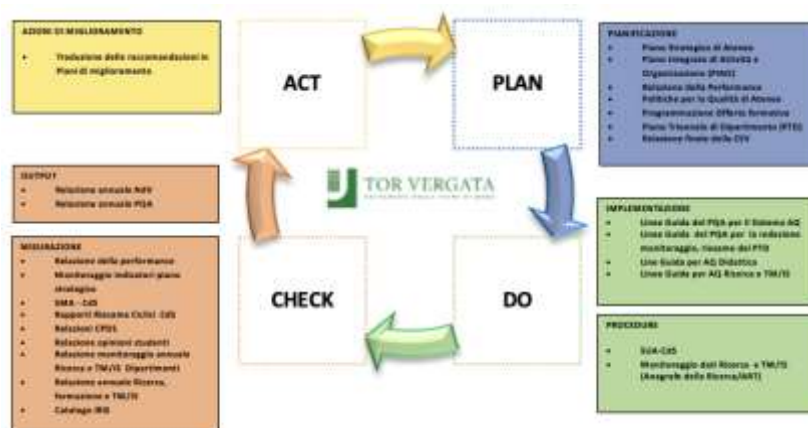 AZIONI DI MIGLIORAMENTO
Traduzione delle raccomandazioni in
Piani di miglioramento
ACT
PLAN
PIANIFICAZIONE
Piano Strategico di Ateneo
Piano Integrato di Attività e
Organizzazione (PIAO)
Relazione della Performance
Politiche per la Qualità di Ateneo
Programmazione Offerta formativa
Piano Triennale di Dipartimento (PTD)
Relazione finale della CEV
OUTPUT
Relazione annuale NdV
Relazione annuale PQA
TOR VERGATA
MISURAZIONE
Relazione della performance
Monitoraggio indicatori piano
strategico
SMA - CdS
Rapporti Riesame Ciclici CdS
Relazioni CPDS
Relazione opinioni studenti
Relazione monitoraggio annuale
Ricerca e TM/IS Dipartimenti
Relazione annuale Ricerca,
formazione e TM/IS
Catalogo IRIS
CHECK
DO
IMPLEMENTAZIONE
Linee Guida del PQA per il Sistema AQ
Linee Guida del PQA per la redazione
monitoraggio, riesame del PTD
Line Guida per AQ Didattica
Linee Guida per AQ Ricerca e TM/IS
PROCEDURE
SUA-CdS
Monitoraggio dati Ricerca e TM/IS
(Anagrafe della Ricerca/ART)